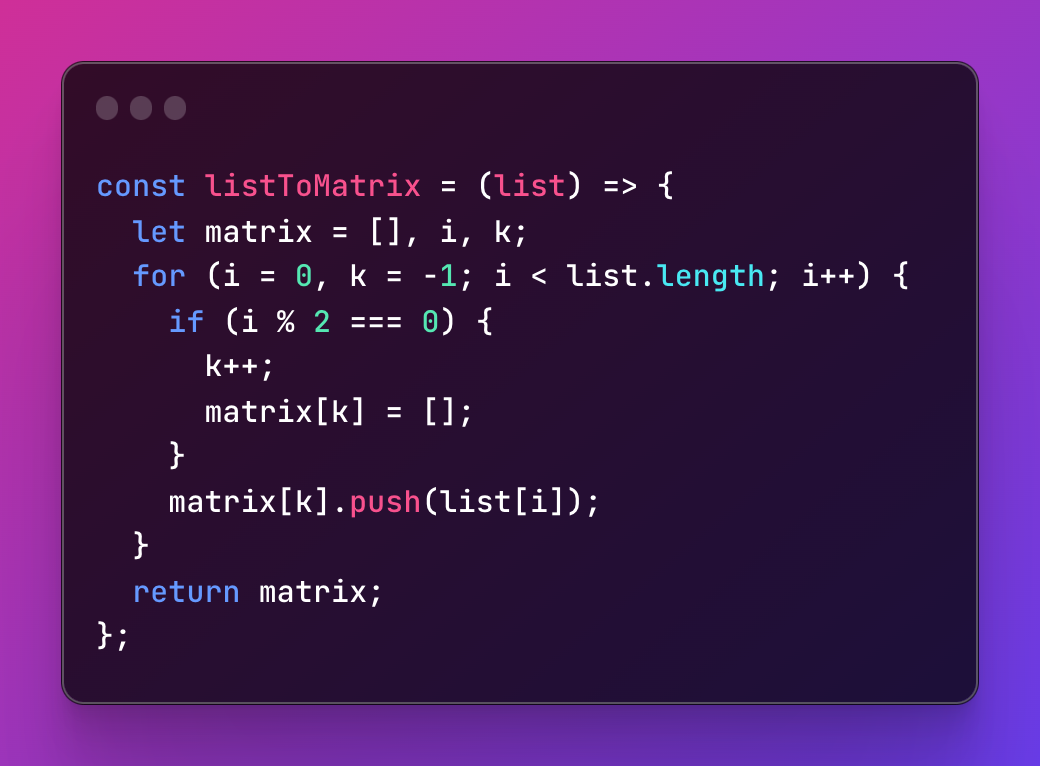 const listToMatrix = (list) => {
  let matrix = [], i, k;
  for (i = 0, k = -1; i < list.length; i++) {
    if (i % 2 === 0) {
      k++;
      matrix[k] = [];
    }
    matrix[k].push(list[i]);
  }
  return matrix;
};